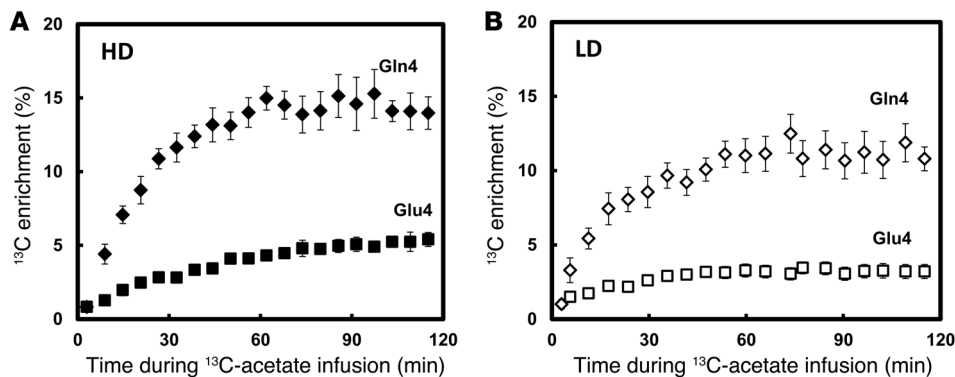 A
B
HD
LD
20
15
10
5
0
¹³C enrichment (%)
Gln4
Glu4
0
30
60
90
120
Time during ¹³C-acetate infusion (min)
20
15
10
5
0
¹³C enrichment (%)
Gln4
Glu4
0
30
60
90
120
Time during ¹³C-acetate infusion (min)